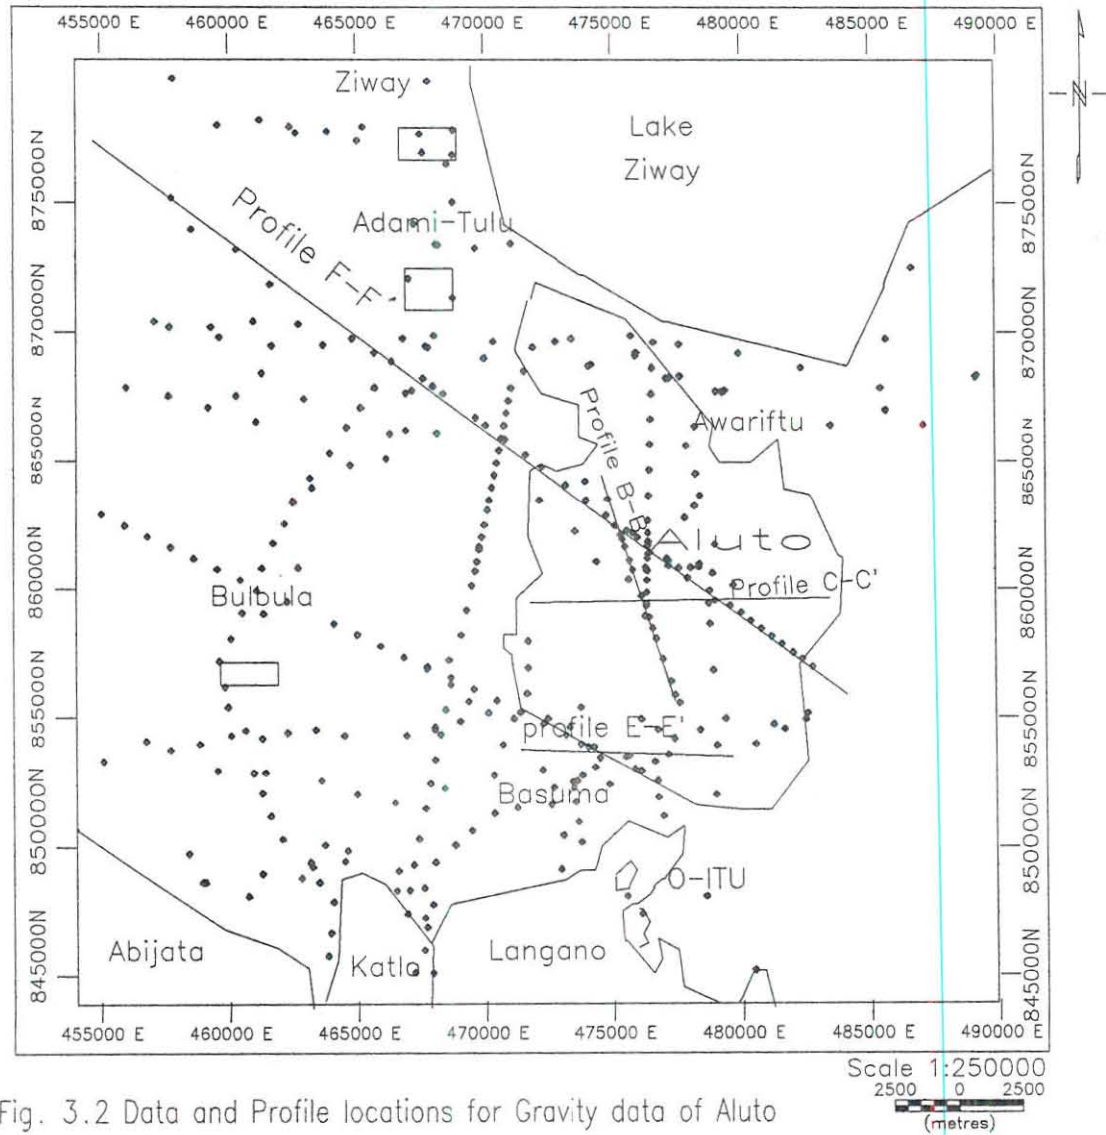 455000 E 460000 E 465000 E 470000 E 475000 E 480000 E 485000 E 490000 E
Ziway
Lake
Ziway
N
875000N
875000N
Adami-Tulu
Profile F-F'
870000N
870000N
Profile B-B'
Awariftu
865000N
865000N
Aluto
860000N
860000N
Profile C-C'
Bulbula
855000N
855000N
profile E-E'
Basuma
850000N
850000N
O-ITU
Abijata
Katlo
Langano
845000N
845000N
455000 E 460000 E 465000 E 470000 E 475000 E 480000 E 485000 E 490000 E
Scale 1:250000
2500 0 2500
(metres)
Fig. 3.2 Data and Profile locations for Gravity data of Aluto